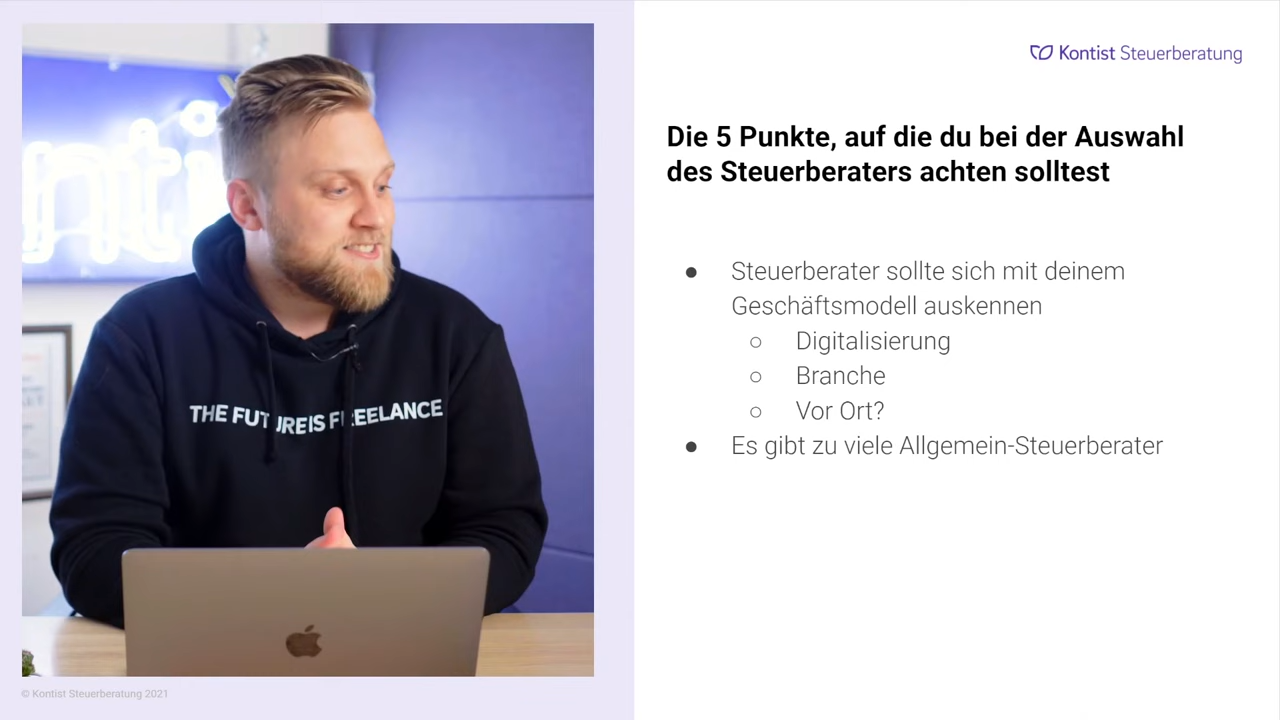 Kontist Steuerberatung
Die 5 Punkte, auf die du bei der Auswahl
des Steuerberaters achten solltest
● Steuerberater sollte sich mit deinem
Geschäftsmodell auskennen
○ Digitalisierung
○ Branche
○ Vor Ort?
● Es gibt zu viele Allgemein-Steuerberater
nti
THE FUTURE IS FREELANCE
© Kontist Steuerberatung 2021